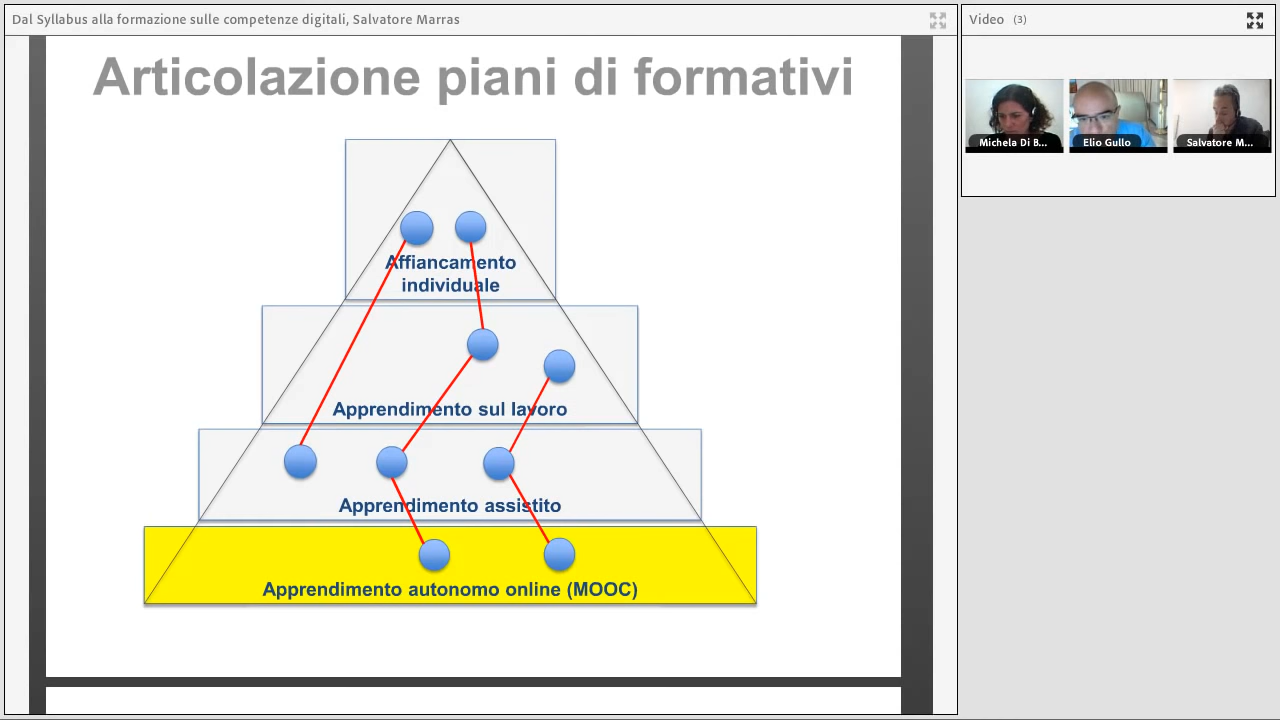 Dal Syllabus alla formazione sulle competenze digitali, Salvatore Marras
Video (3)
Articolazione piani di formativi
Michela Di B...
Elio Gullo
Salvatore M...
Affiancamento
individuale
Apprendimento sul lavoro
Apprendimento assistito
Apprendimento autonomo online (MOOC)